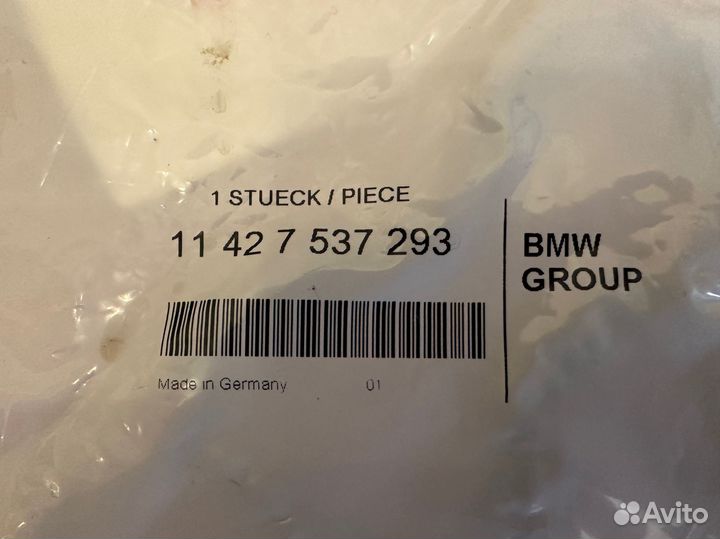 1 STUECK / PIECE
11 42 7 537 293
BMW
GROUP
Made in Germany 01
Avito